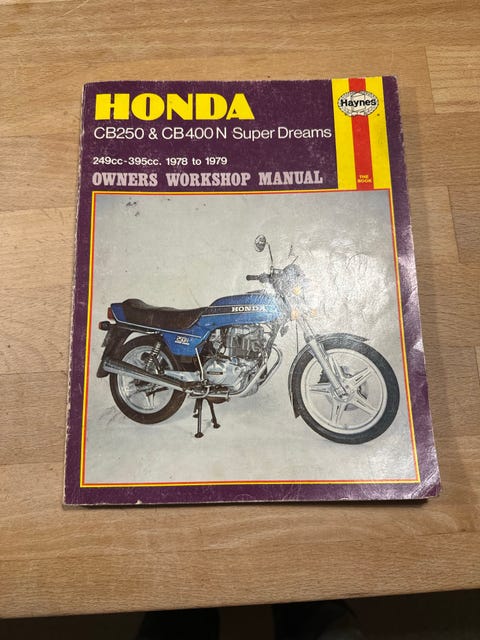 HONDA
Haynes
CB250 & CB400N Super Dreams
249cc-395cc. 1978 to 1979
THE BOOK
OWNERS WORKSHOP MANUAL
HONDA